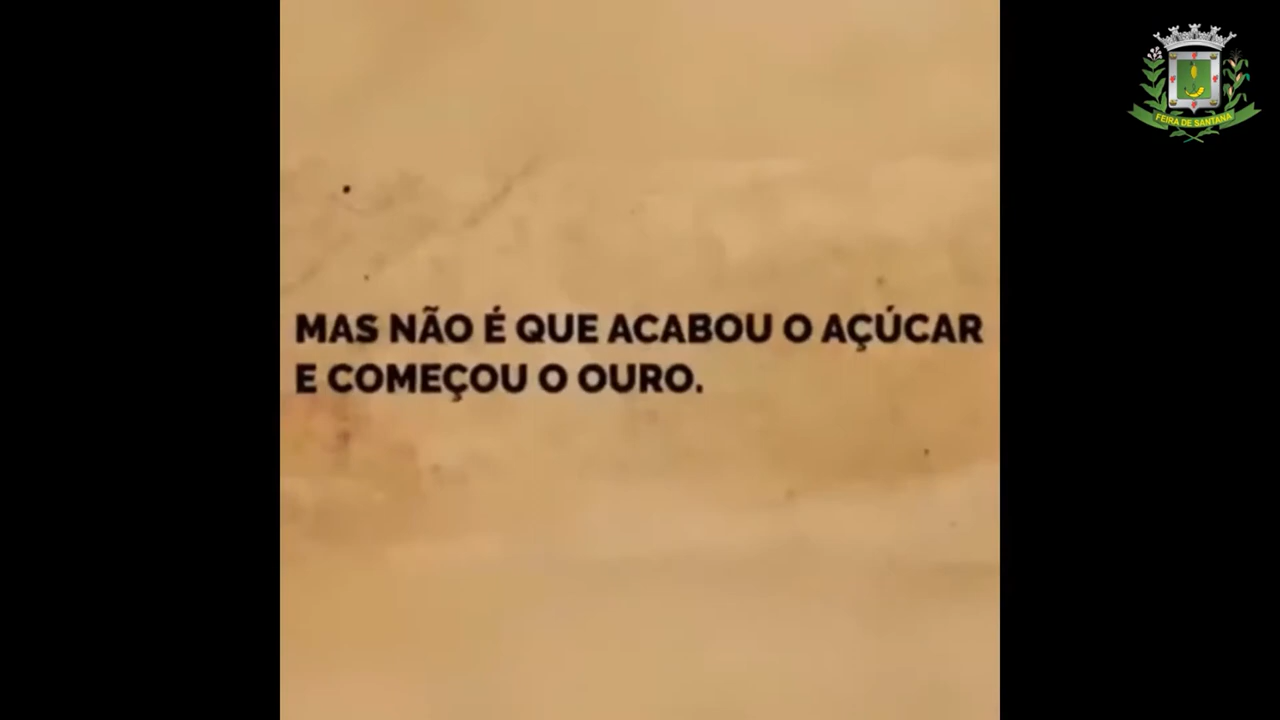 MAS NÃO É QUE ACABOU O AÇÚCAR
E COMEÇOU O OURO.
FEIRA DE SANTANA